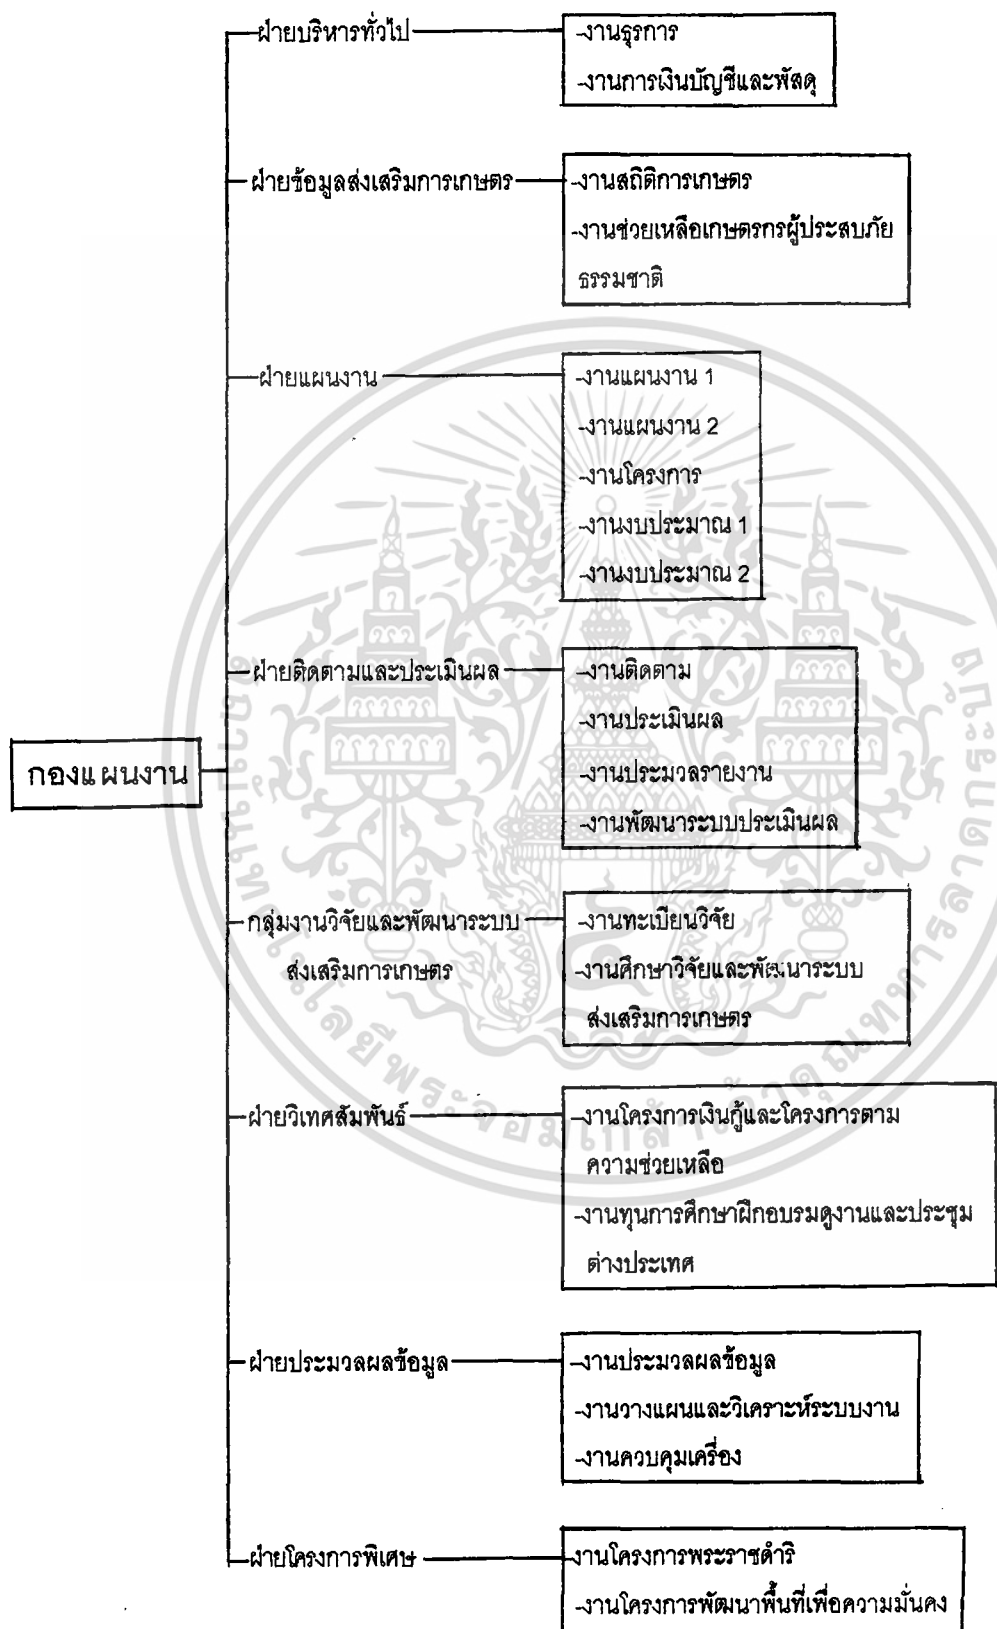 ฝ่ายบริหารทั่วไป
-งานธุรการ
-งานการเงินบัญชีและพัสดุ
ฝ่ายข้อมูลส่งเสริมการเกษตร
-งานสถิติการเกษตร
-งานช่วยเหลือเกษตรกรผู้ประสบภัย
ธรรมชาติ
ฝ่ายแผนงาน
-งานแผนงาน 1
-งานแผนงาน 2
-งานโครงการ
-งานงบประมาณ 1
-งานงบประมาณ 2
ฝ่ายติดตามและประเมินผล
-งานติดตาม
-งานประเมินผล
-งานประมวลรายงาน
-งานพัฒนาระบบประเมินผล
กองแผนงาน
กลุ่มงานวิจัยและพัฒนาระบบ
ส่งเสริมการเกษตร
-งานทะเบียนวิจัย
-งานศึกษาวิจัยและพัฒนาระบบ
ส่งเสริมการเกษตร
ฝ่ายวิเทศสัมพันธ์
-งานโครงการเงินกู้และโครงการตาม
ความช่วยเหลือ
-งานทุนการศึกษาฝึกอบรมดูงานและประชุม
ต่างประเทศ
ฝ่ายประมวลผลข้อมูล
-งานประมวลผลข้อมูล
-งานวางแผนและวิเคราะห์ระบบงาน
-งานควบคุมเครื่อง
ฝ่ายโครงการพิเศษ
-งานโครงการพระราชดำริ
-งานโครงการพัฒนาพื้นที่เพื่อความมั่นคง